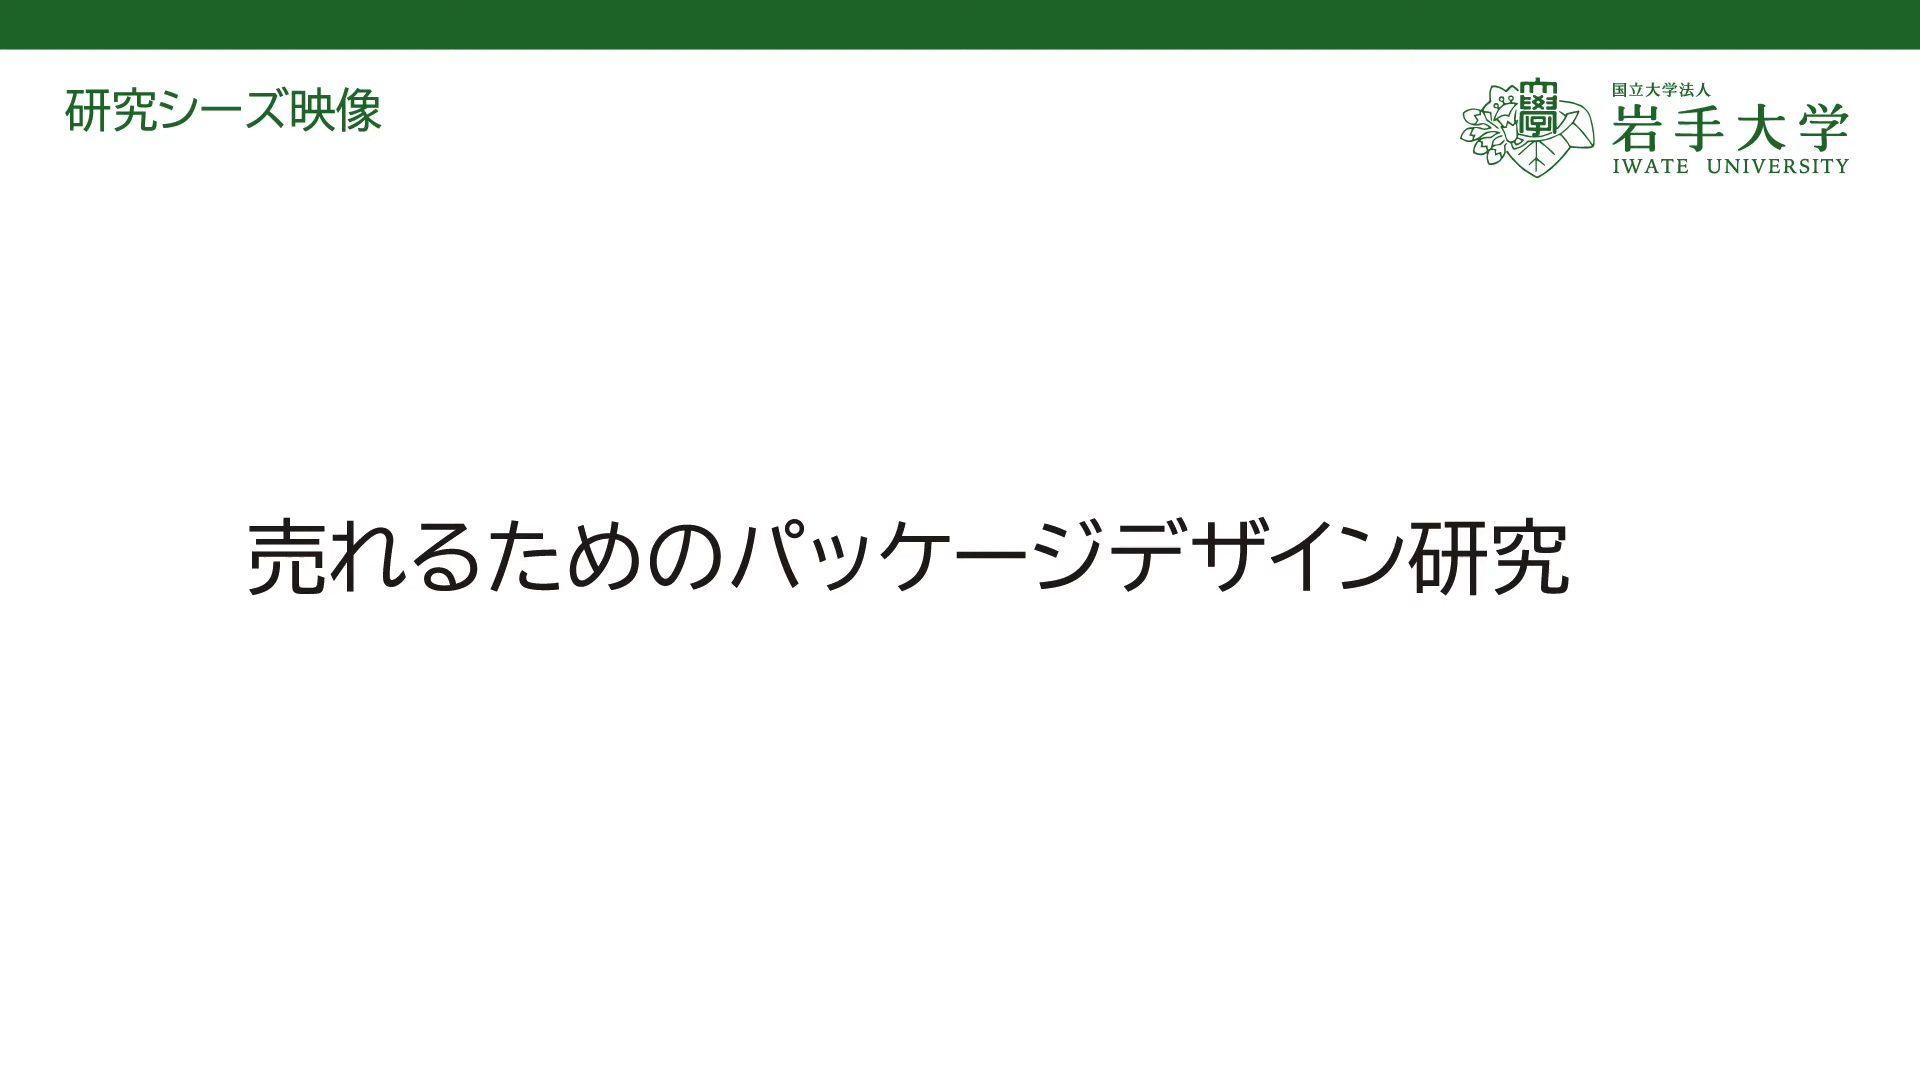 研究シーズ映像
國立大学法人
岩手大学
IWATE UNIVERSITY
売れるためのパッケージデザイン研究